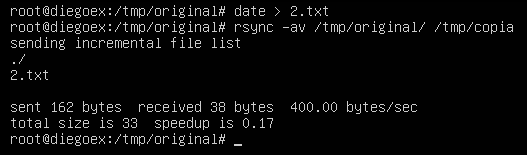 root@diegoex:/tmp/original# date > 2.txt
root@diegoex:/tmp/original# rsync -av /tmp/original/ /tmp/copia
sending incremental file list
./
2.txt
sent 162 bytes  received 38 bytes  400.00 bytes/sec
total size is 33  speedup is 0.17
root@diegoex:/tmp/original# _